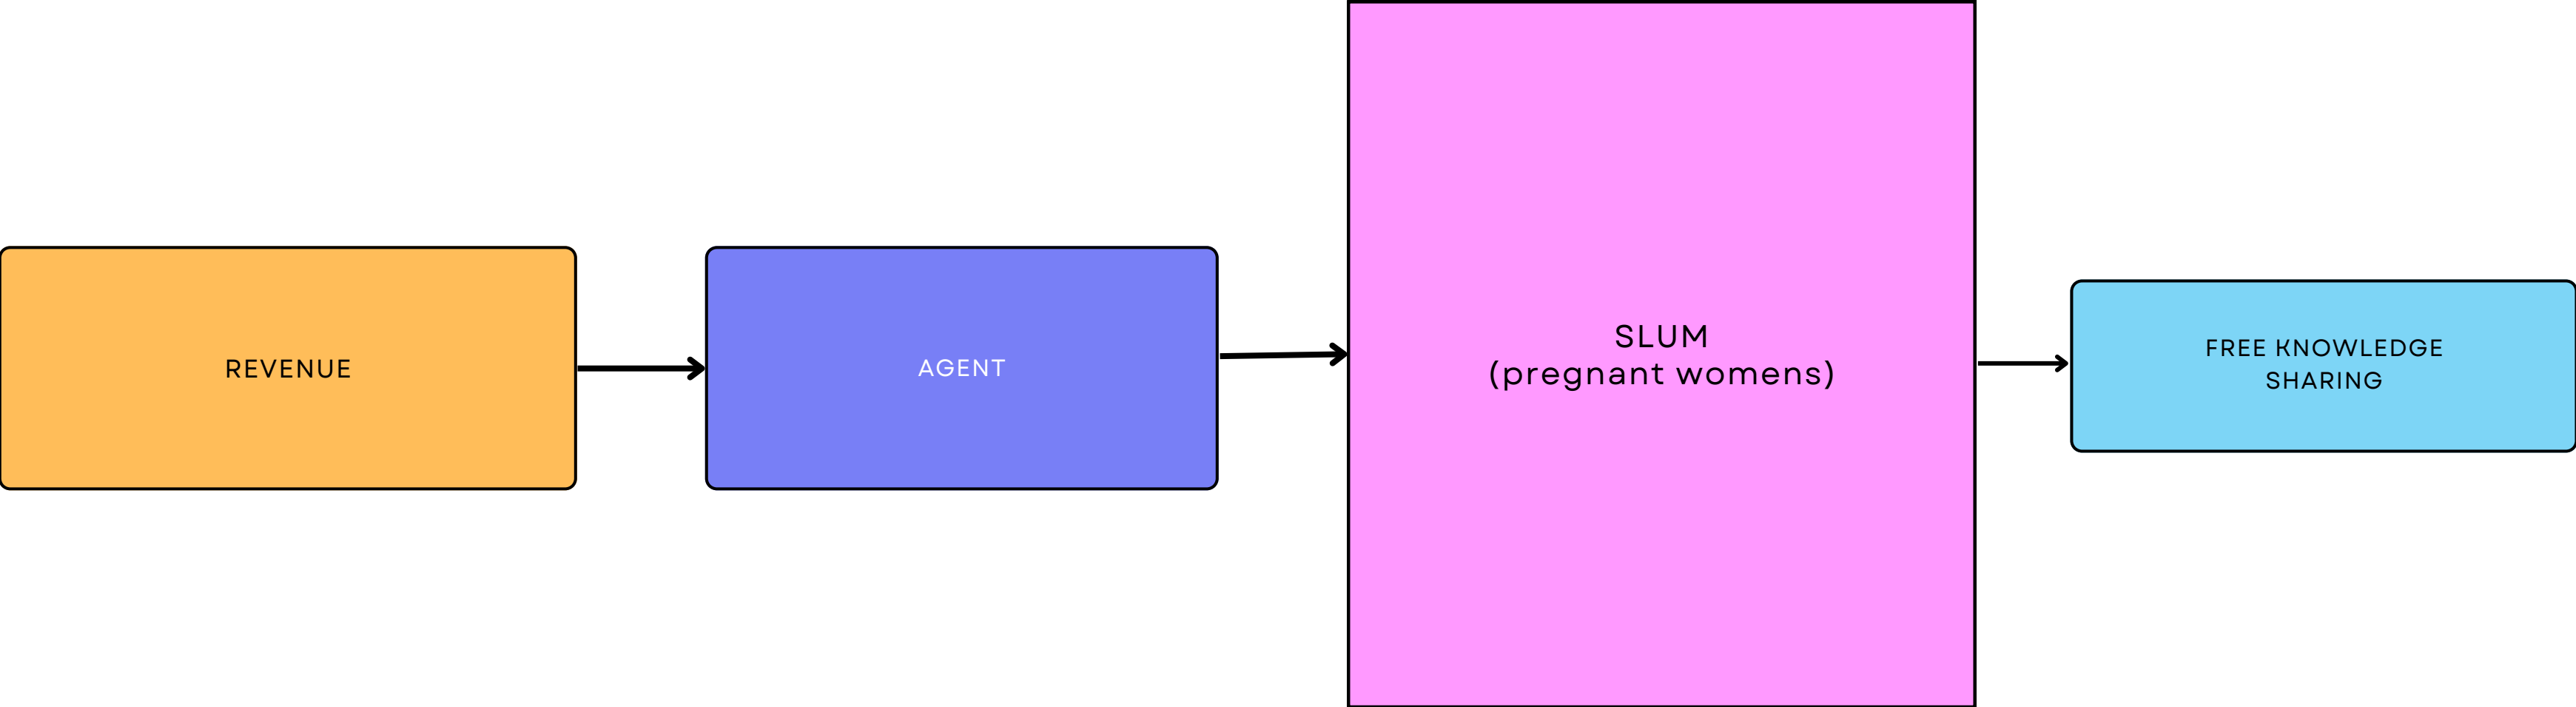 REVENUE
AGENT
SLUM
(pregnant womens)
FREE KNOWLEDGE
SHARING